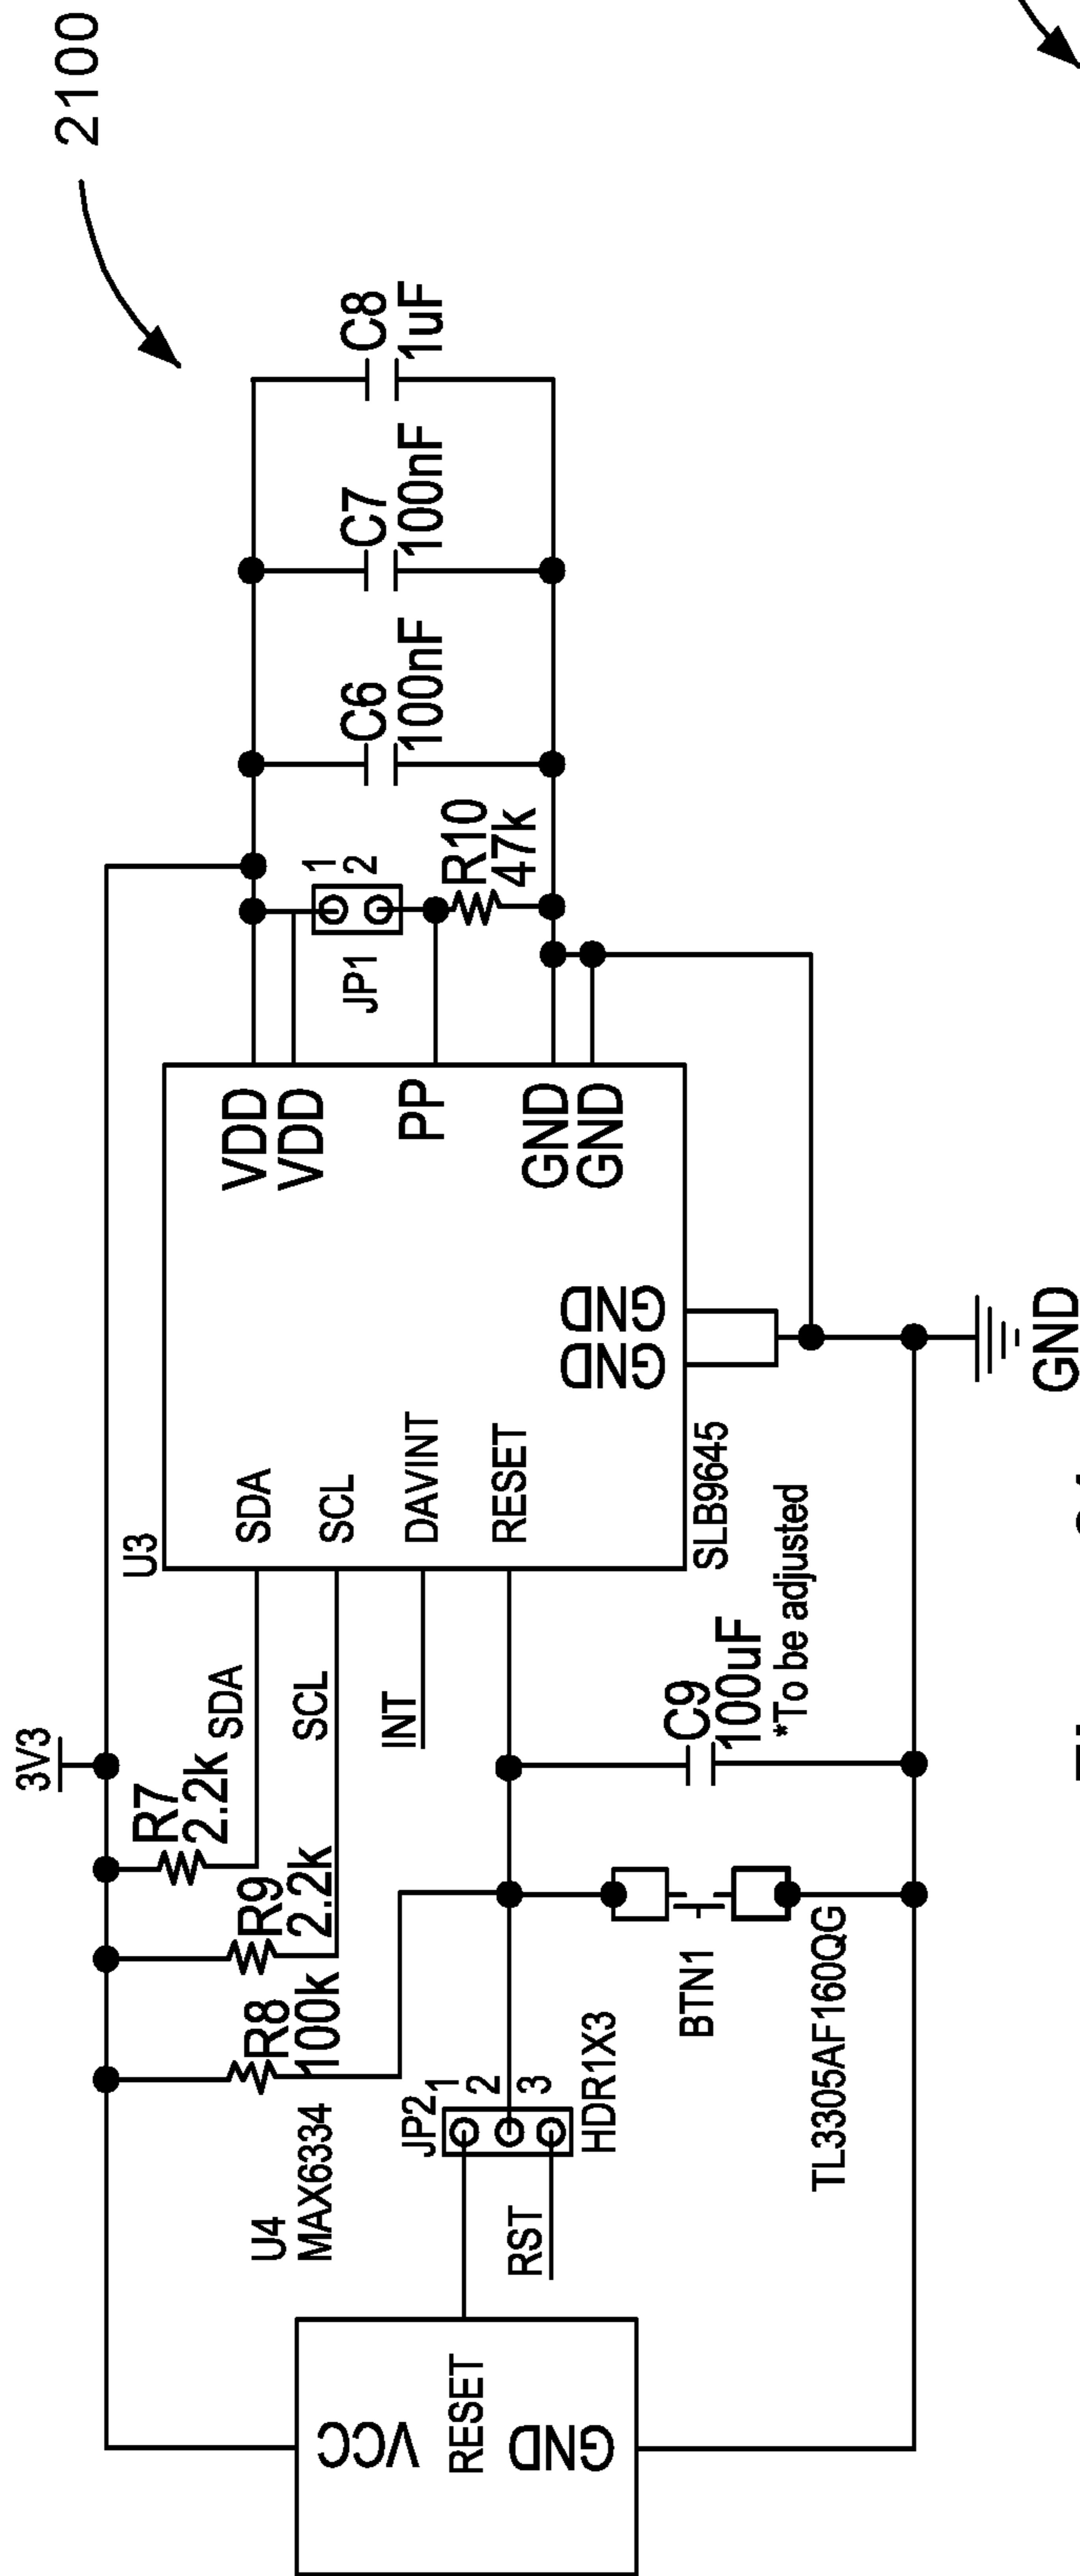 2100
3V3
R7
2.2k
SDA
R9
2.2k
SCL
R8
100k
INT
U4
MAX6334
VCC
RESET
GND
JP2
1
2
3
HDR1X3
RST
BTN1
TL3305AF160QG
C9
100uF
*To be adjusted
U3
SDA
SCL
DAVINT
RESET
GND
GND
VDD
VDD
PP
GND
GND
SLB9645
JP1
1
2
R10
47k
C6
100nF
C7
100nF
C8
1uF
GND